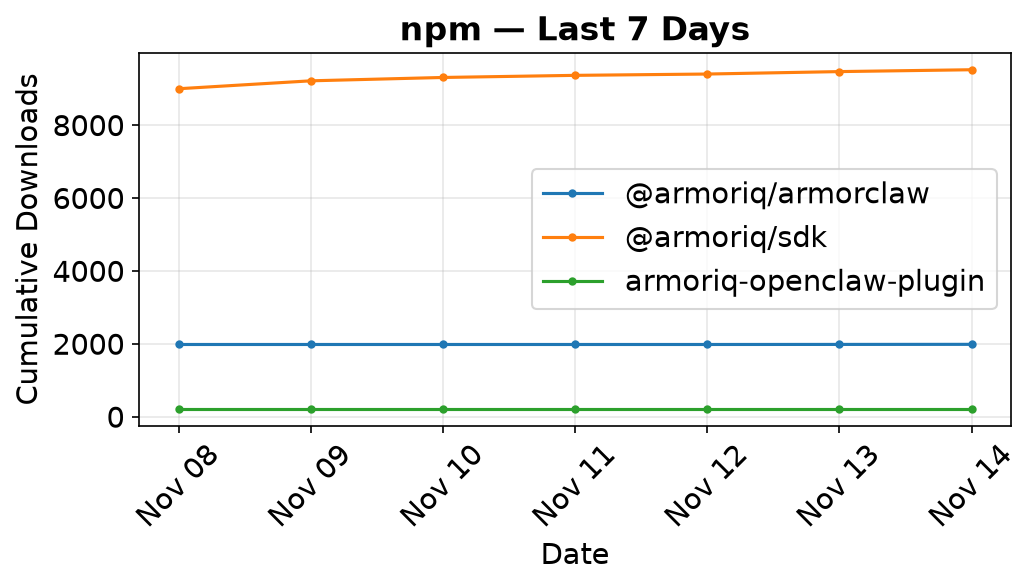 npm — Last 7 Days
Cumulative Downloads
8000
6000
4000
2000
0
@armoriq/armorclaw
@armoriq/sdk
armoriq-openclaw-plugin
Nov 08
Nov 09
Nov 10
Nov 11
Nov 12
Nov 13
Nov 14
Date